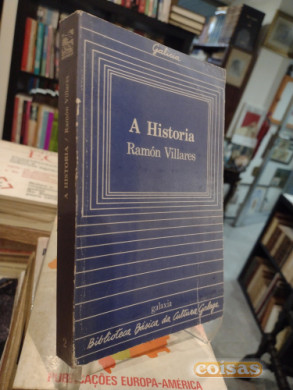 Galaxia
A Historia
Ramón Villares
galaxia
Biblioteca Básica da Cultura Galega
A HISTORIA / Ramón Villares
PUBLICAÇÕES EUROPA-AMÉRICA
coisas